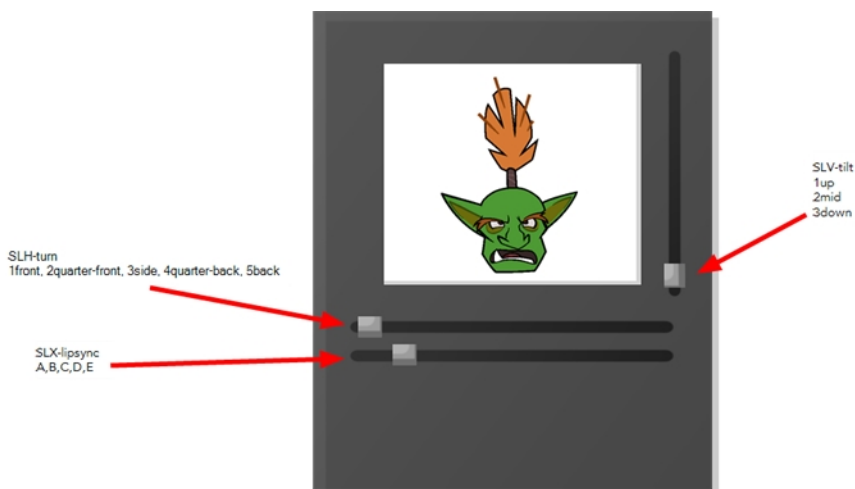 SLV-tilt
1up
2mid
3down
SLH-turn
1front, 2quarter-front, 3side, 4quarter-back, 5back
SLX-lipsync
A,B,C,D,E